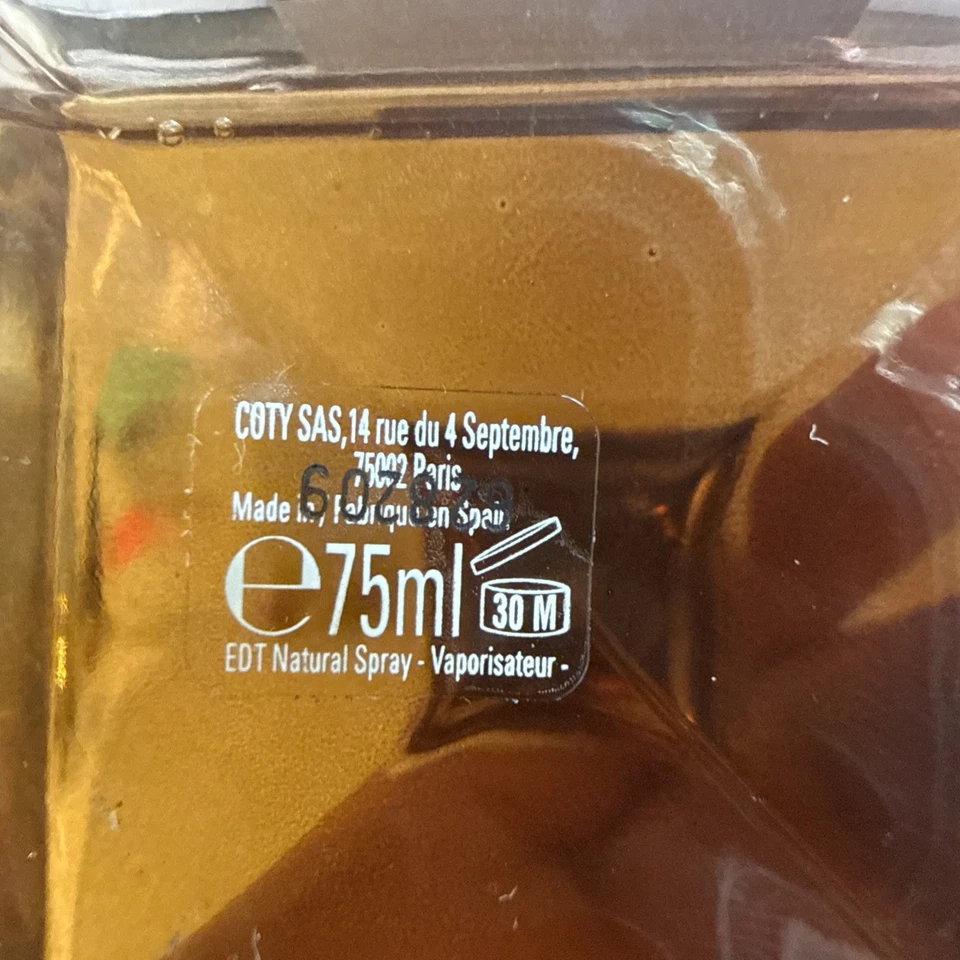 COTY SAS,14 rue du 4 Septembre,
75002 Paris
Made in / Fabriqué en Spain
e75ml
30 M
EDT Natural Spray - Vaporisateur -